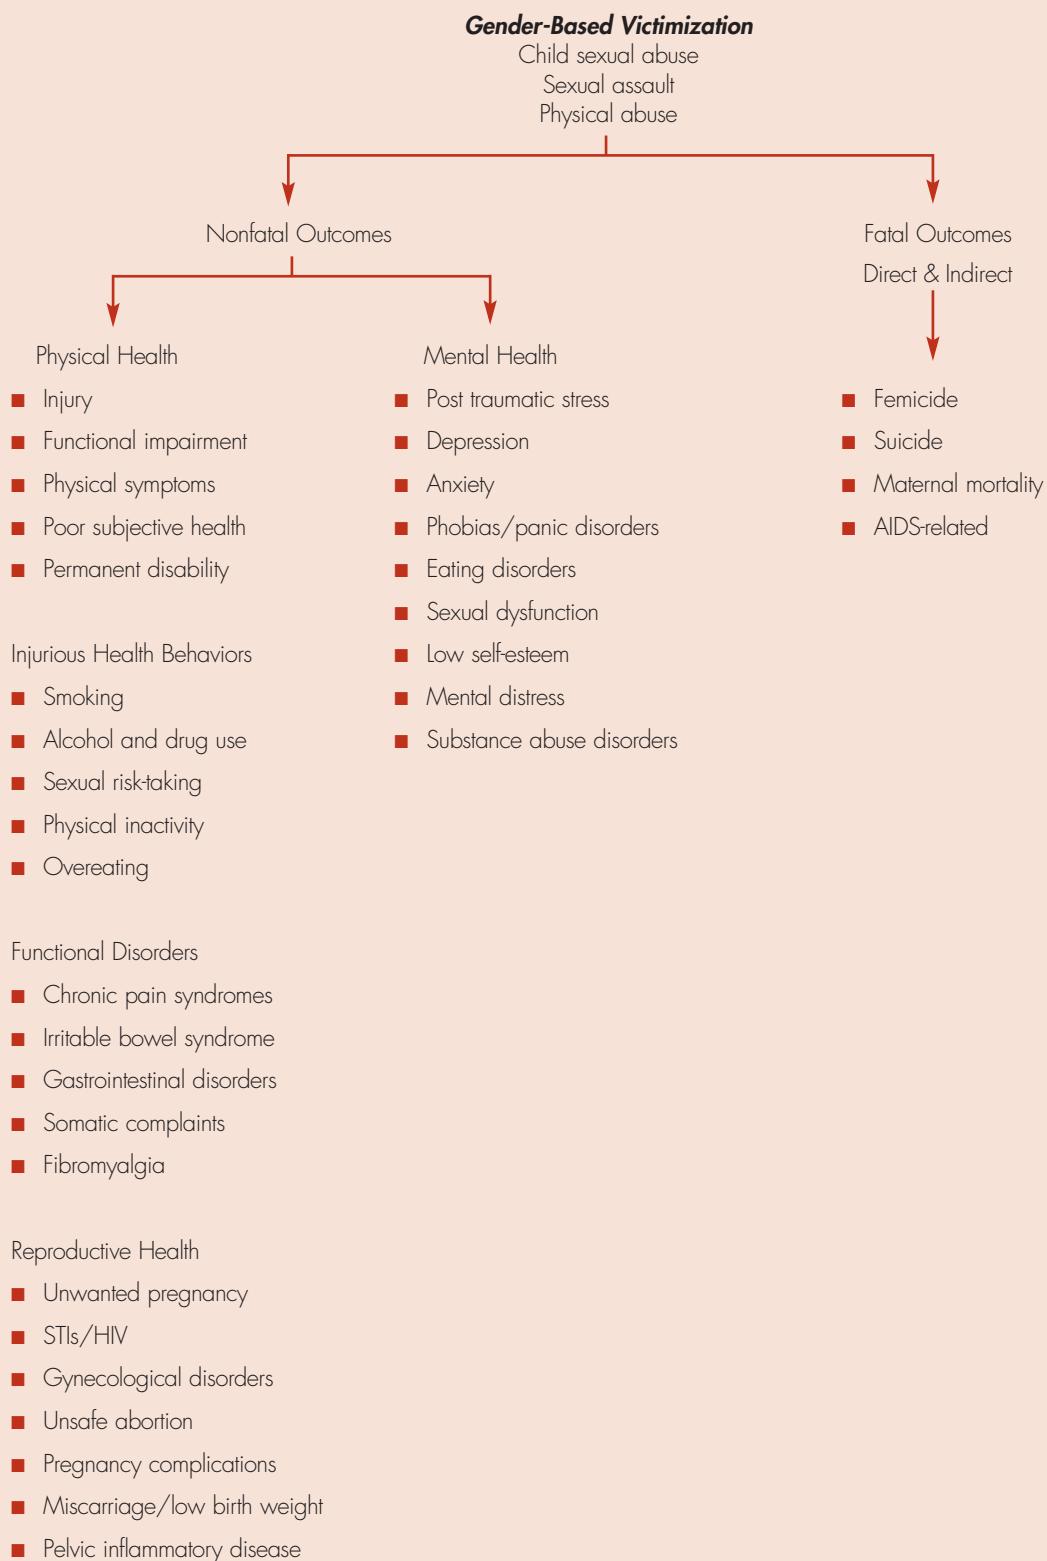 Gender-Based Victimization
Child sexual abuse
Sexual assault
Physical abuse
Nonfatal Outcomes
Fatal Outcomes
Direct & Indirect
Physical Health
■ Injury
■ Functional impairment
■ Physical symptoms
■ Poor subjective health
■ Permanent disability
Injurious Health Behaviors
■ Smoking
■ Alcohol and drug use
■ Sexual risk-taking
■ Physical inactivity
■ Overeating
Functional Disorders
■ Chronic pain syndromes
■ Irritable bowel syndrome
■ Gastrointestinal disorders
■ Somatic complaints
■ Fibromyalgia
Reproductive Health
■ Unwanted pregnancy
■ STIs/HIV
■ Gynecological disorders
■ Unsafe abortion
■ Pregnancy complications
■ Miscarriage/low birth weight
■ Pelvic inflammatory disease
Mental Health
■ Post traumatic stress
■ Depression
■ Anxiety
■ Phobias/panic disorders
■ Eating disorders
■ Sexual dysfunction
■ Low self-esteem
■ Mental distress
■ Substance abuse disorders
■ Femicide
■ Suicide
■ Maternal mortality
■ AIDS-related